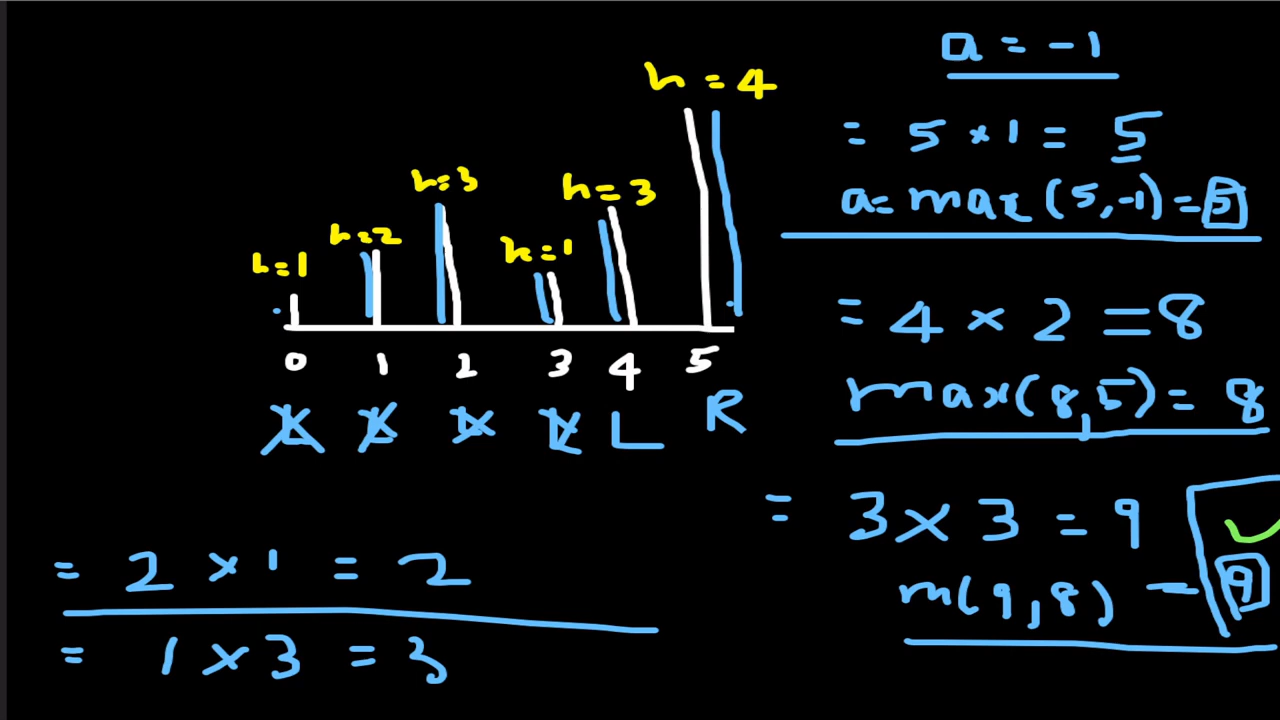 a = -1
h = 4
= 5 × 1 = 5
h=3
h=3
a = max (5,-1) = 5
h=2
h=1
h=1
= 4 × 2 = 8
0 1 2 3 4 5
max(8,5) = 8
L L L L L R
= 3 × 3 = 9
= 2 × 1 = 2
m(9,8) — 9
= 1 × 3 = 3